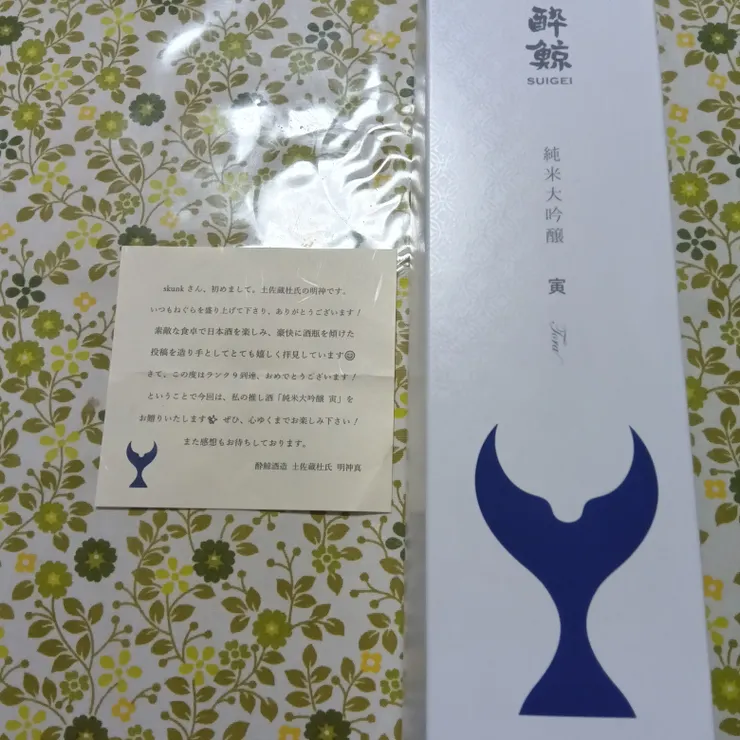 skunk さん、初めまして。土佐蔵杜氏の明神です。
いつもねぐらを盛り上げて下さり、ありがとうございます！
素敵な食卓で日本酒を楽しみ、豪快に酒瓶を傾けた
投稿を造り手としてとても嬉しく拝見しています😄
さて、この度はランク９到達、おめでとうございます！
ということで今回は、私の推し酒「純米大吟醸 寅」を
お贈りいたします🐯 ぜひ、心ゆくまでお楽しみ下さい！
また感想もお待ちしております。
酔鯨酒造 土佐蔵杜氏 明神真
酔鯨
SUIGEI
純米大吟醸 寅
Tora